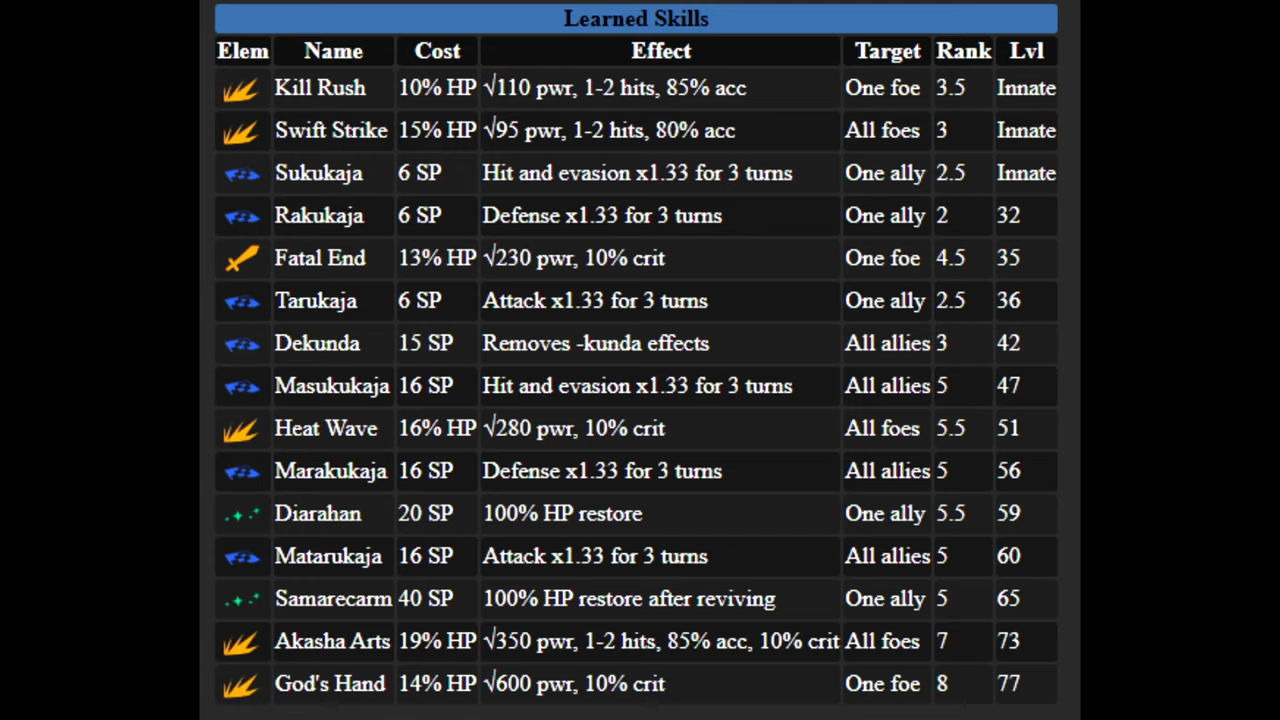 Learned Skills
Elem Name Cost Effect Target Rank Lvl
Kill Rush 10% HP √110 pwr, 1-2 hits, 85% acc One foe 3.5 Innate
Swift Strike 15% HP √95 pwr, 1-2 hits, 80% acc All foes 3 Innate
Sukukaja 6 SP Hit and evasion x1.33 for 3 turns One ally 2.5 Innate
Rakukaja 6 SP Defense x1.33 for 3 turns One ally 2 32
Fatal End 13% HP √230 pwr, 10% crit One foe 4.5 35
Tarukaja 6 SP Attack x1.33 for 3 turns One ally 2.5 36
Dekunda 15 SP Removes -kunda effects All allies 3 42
Masukukaja 16 SP Hit and evasion x1.33 for 3 turns All allies 5 47
Heat Wave 16% HP √280 pwr, 10% crit All foes 5.5 51
Marakukaja 16 SP Defense x1.33 for 3 turns All allies 5 56
Diarahan 20 SP 100% HP restore One ally 5.5 59
Matarukaja 16 SP Attack x1.33 for 3 turns All allies 5 60
Samarecarm 40 SP 100% HP restore after reviving One ally 5 65
Akasha Arts 19% HP √350 pwr, 1-2 hits, 85% acc, 10% crit All foes 7 73
God's Hand 14% HP √600 pwr, 10% crit One foe 8 77